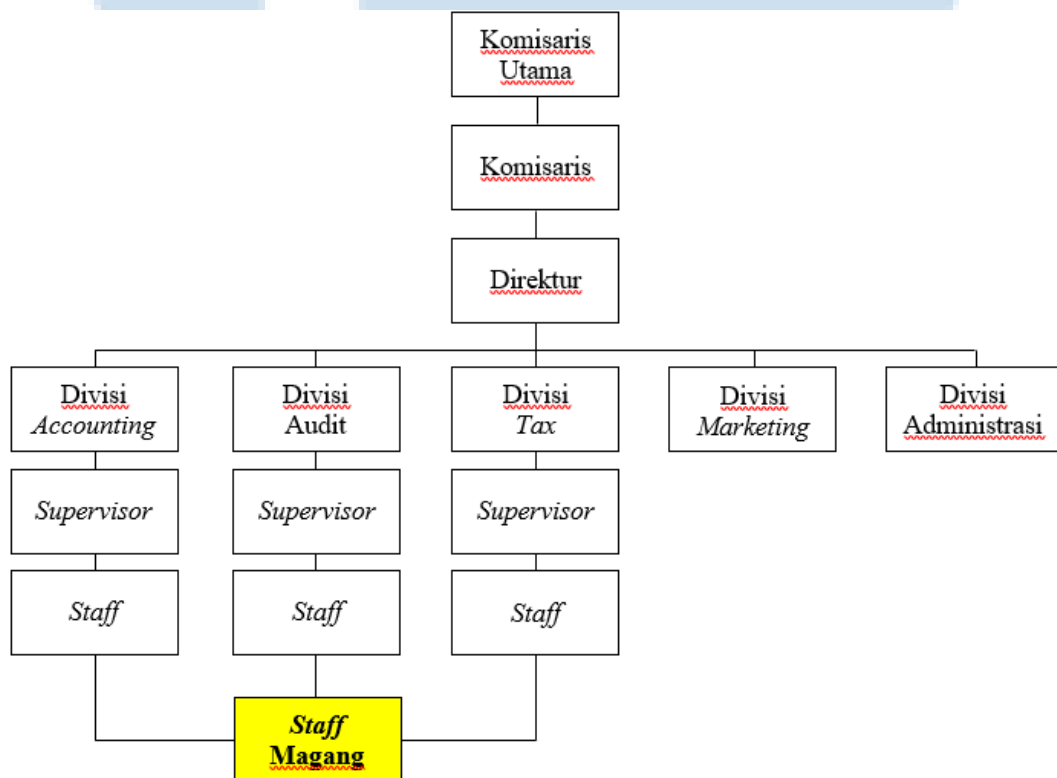 Komisaris
Utama
Komisaris
Direktur
Divisi
Accounting
Divisi
Audit
Divisi
Tax
Divisi
Marketing
Divisi
Administrasi
Supervisor
Supervisor
Supervisor
Staff
Staff
Staff
Staff
Magang